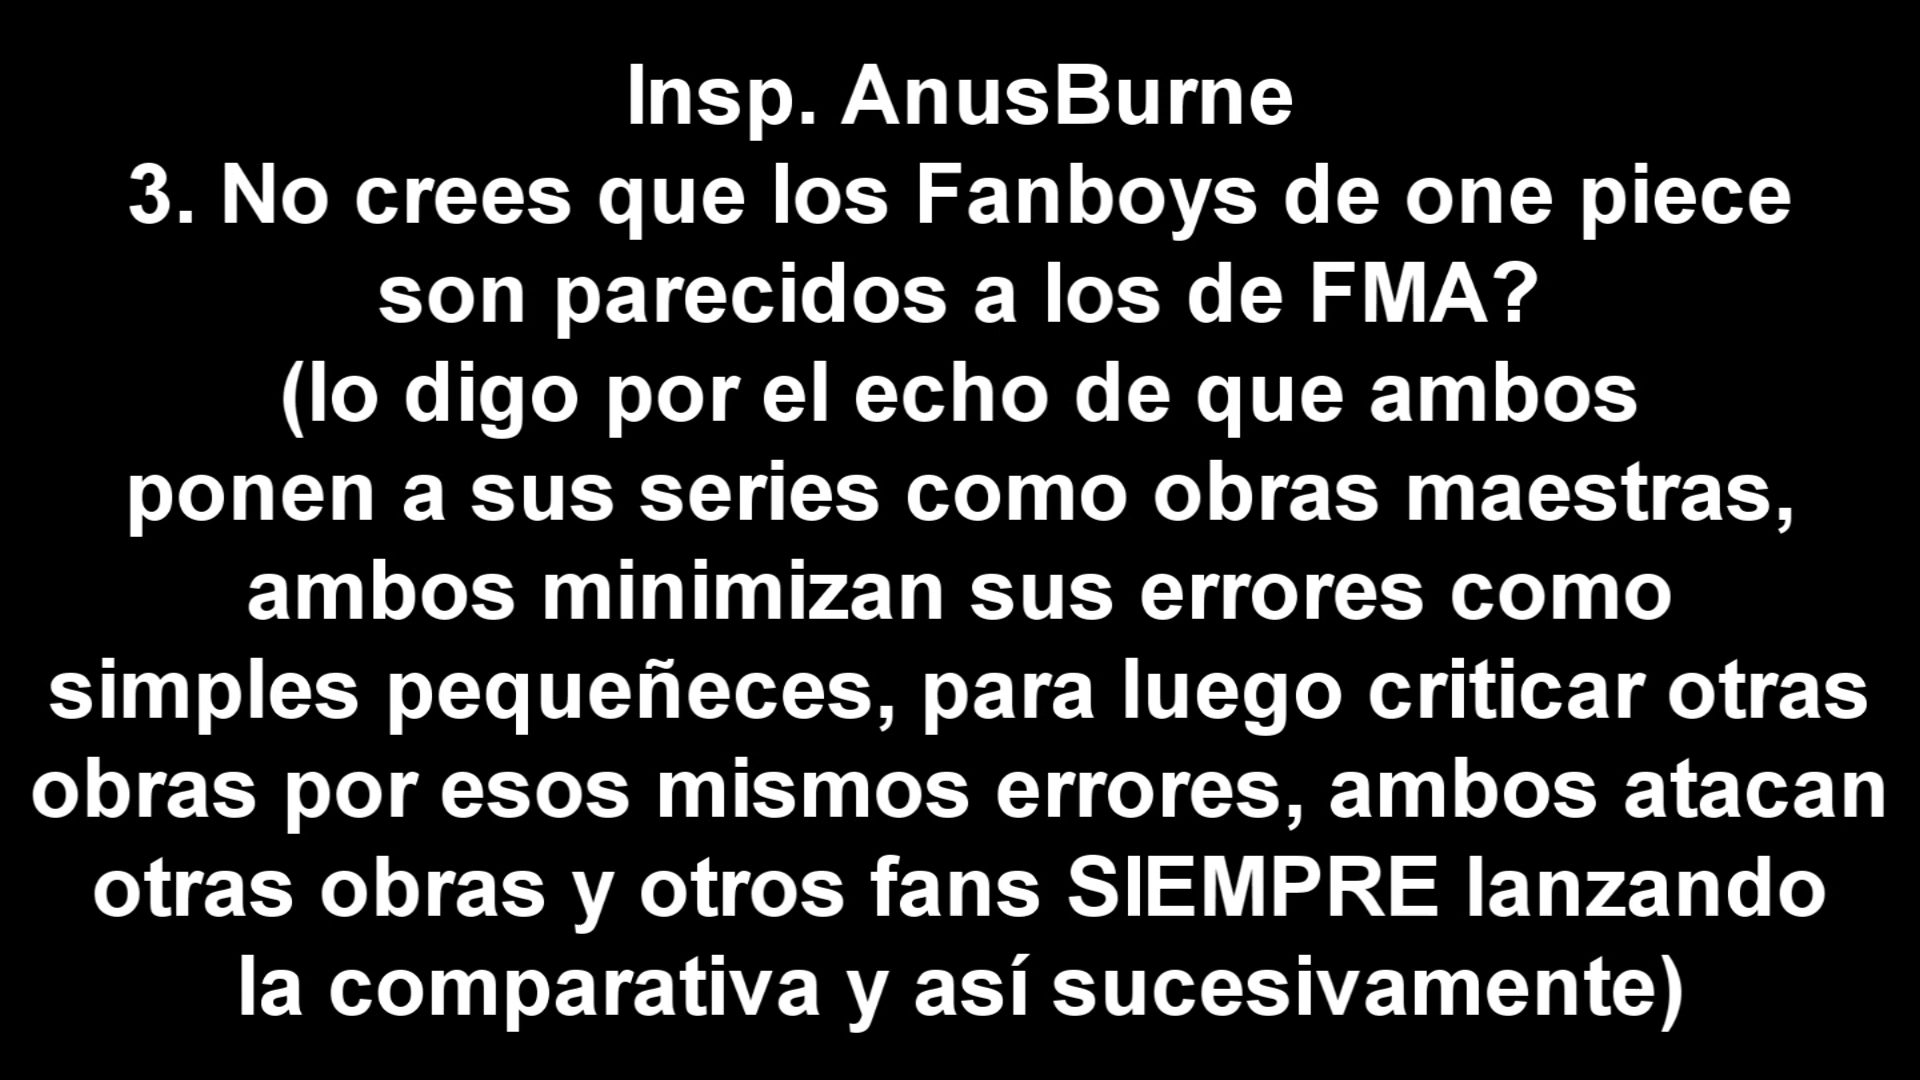 Insp. AnusBurne
3. No crees que los Fanboys de one piece
son parecidos a los de FMA?
(lo digo por el echo de que ambos
ponen a sus series como obras maestras,
ambos minimizan sus errores como
simples pequeñeces, para luego criticar otras
obras por esos mismos errores, ambos atacan
otras obras y otros fans SIEMPRE lanzando
la comparativa y así sucesivamente)